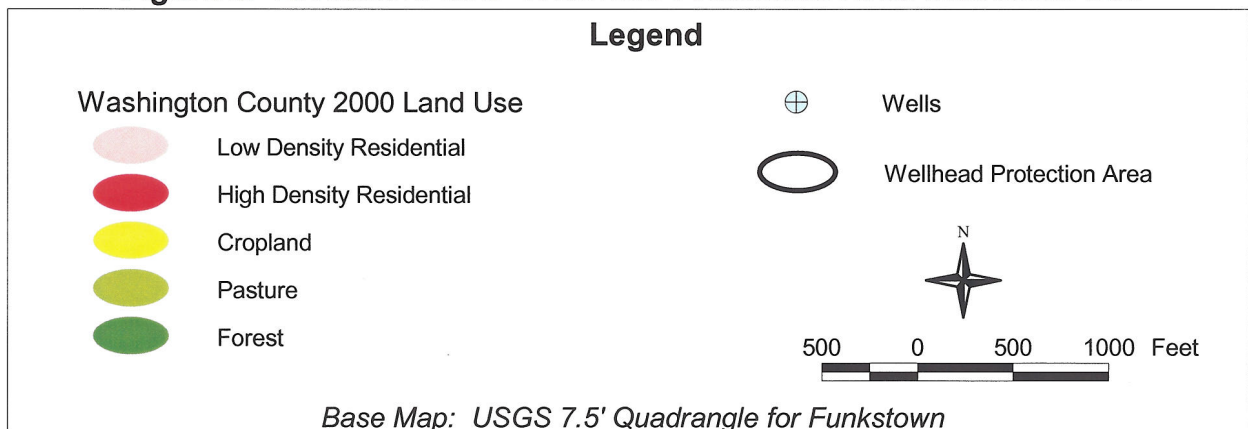 Legend
Washington County 2000 Land Use
Low Density Residential
High Density Residential
Cropland
Pasture
Forest
Wells
Wellhead Protection Area
N
500 0 500 1000 Feet
Base Map: USGS 7.5' Quadrangle for Funkstown